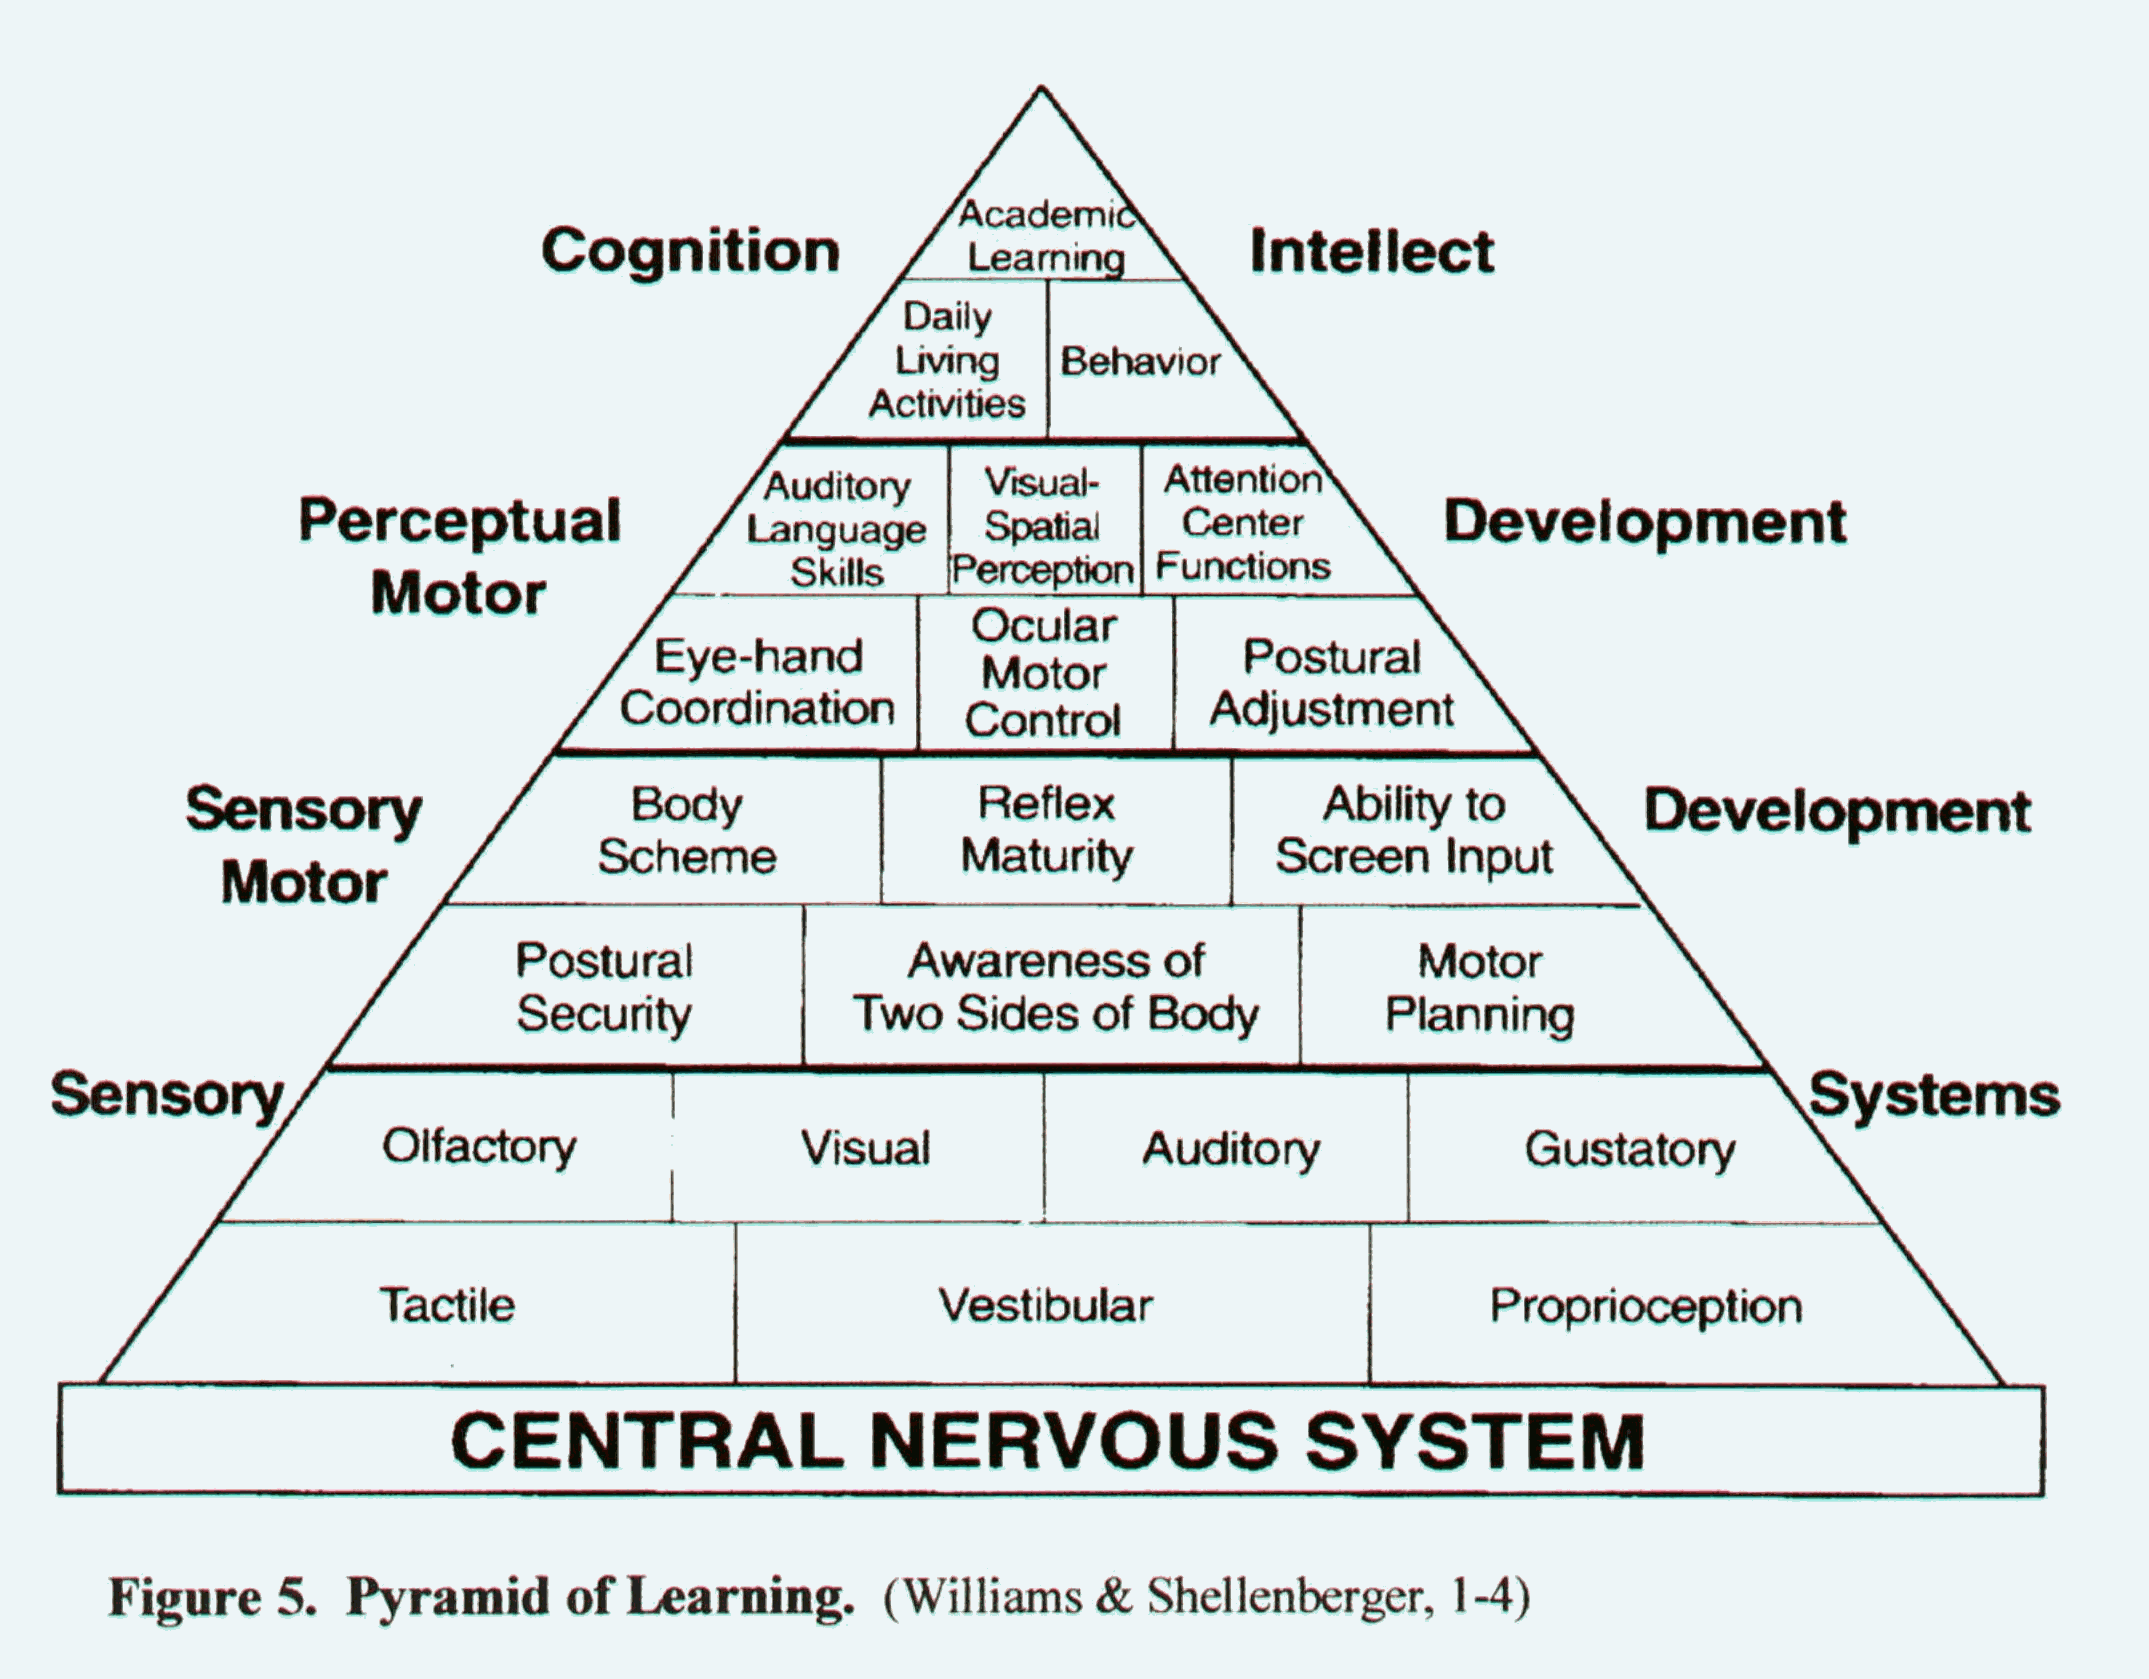 Academic
Learning
Cognition
Intellect
Daily
Living
Activities
Behavior
Auditory
Language
Skills
Visual-
Spatial
Perception
Attention
Center
Functions
Perceptual
Motor
Development
Eye-hand
Coordination
Ocular
Motor
Control
Postural
Adjustment
Body
Scheme
Reflex
Maturity
Ability to
Screen Input
Sensory
Motor
Development
Postural
Security
Awareness of
Two Sides of Body
Motor
Planning
Sensory
Systems
Olfactory
Visual
Auditory
Gustatory
Tactile
Vestibular
Proprioception
CENTRAL NERVOUS SYSTEM
Figure 5. Pyramid of Learning. (Williams & Shellenberger, 1-4)